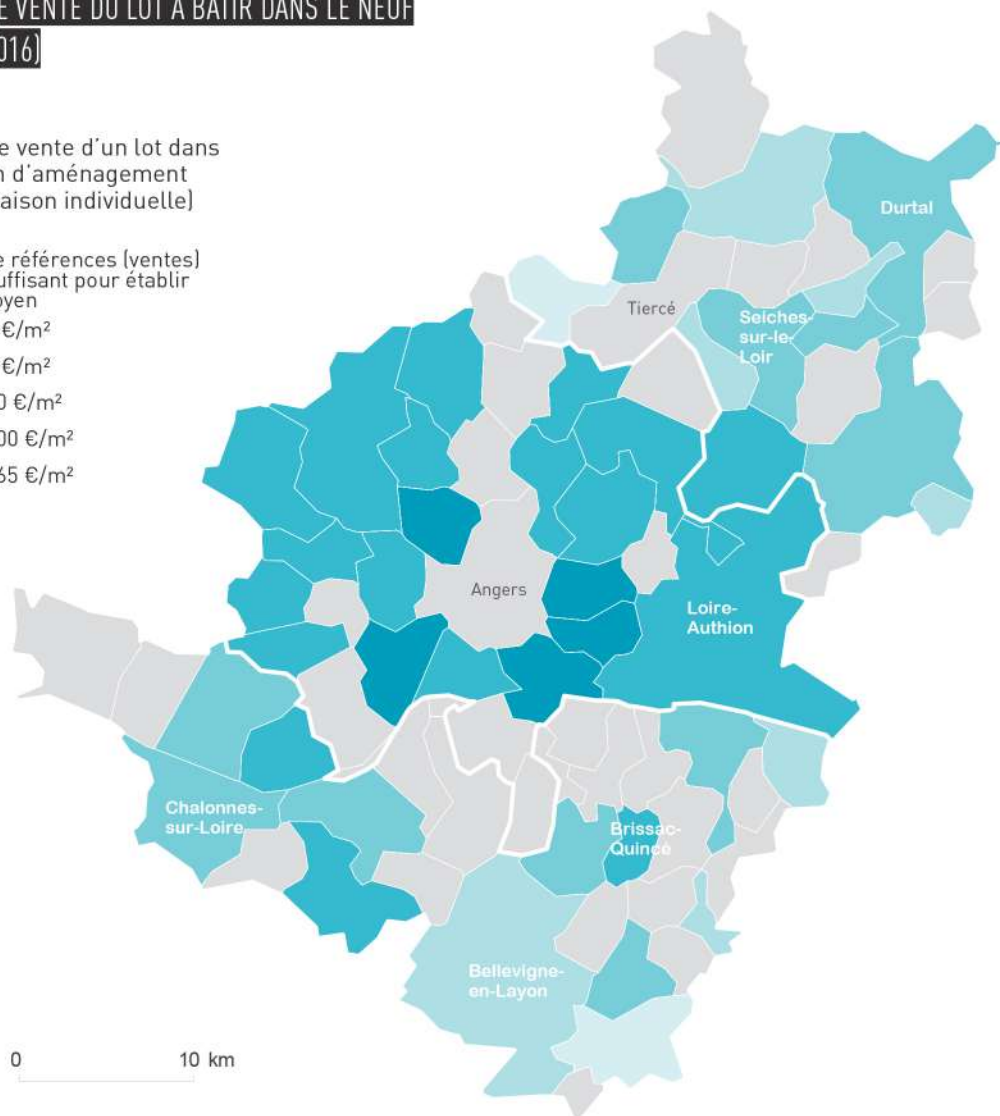 E VENTE DU LOT À BÂTIR DANS LE NEUF
016)
e vente d'un lot dans
n d'aménagement
aison individuelle)
e références (ventes)
uffisant pour établir
oyen
€/m²
€/m²
0 €/m²
00 €/m²
65 €/m²
Durtal
Tiercé
Seiches-
sur-le-
Loir
Angers
Loire-
Authion
Chalonnes-
sur-Loire
Brissac-
Quincé
Bellevigne-
en-Layon
0 10 km